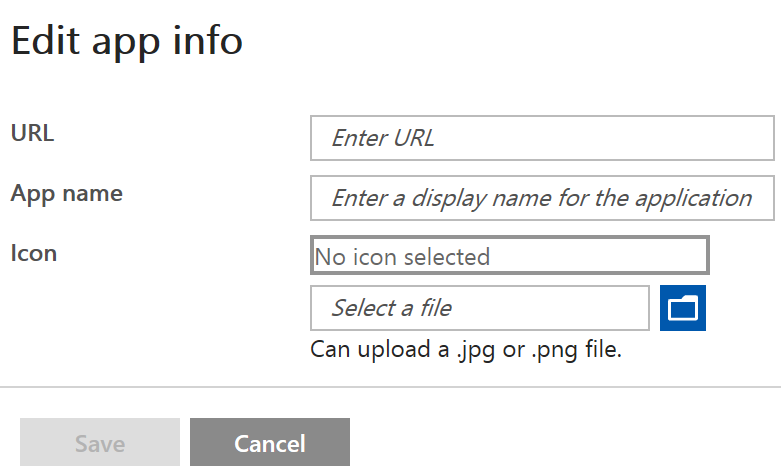 Edit app info
URL
Enter URL
App name
Enter a display name for the application
Icon
No icon selected
Select a file
Can upload a .jpg or .png file.
Save
Cancel